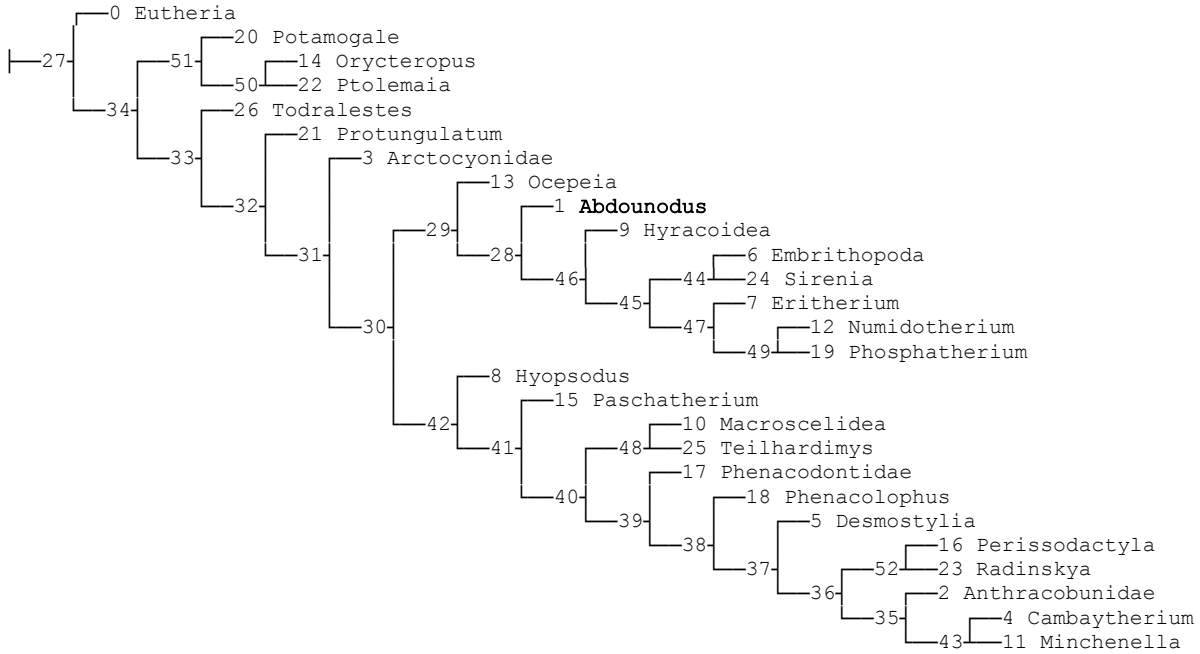 0 Eutheria
20 Potamogale
27 51 14 Orycteropus
50 22 Ptolemaia
34 26 Todralestes
21 Protungulatum
33 3 Arctocyonidae
13 Ocepeia
32 1 Abdounodus
29 9 Hyracoidea
31 28 6 Embrithopoda
46 44 24 Sirenia
45 7 Eritherium
30 47 12 Numidotherium
49 19 Phosphatherium
8 Hyopsodus
15 Paschatherium
42 10 Macroscelidea
41 48 25 Teilhardimys
17 Phenacodontidae
40 18 Phenacolophus
39 5 Desmostylia
38 16 Perissodactyla
37 52 23 Radinskya
36 2 Anthracobunidae
35 4 Cambaytherium
43 11 Minchenella